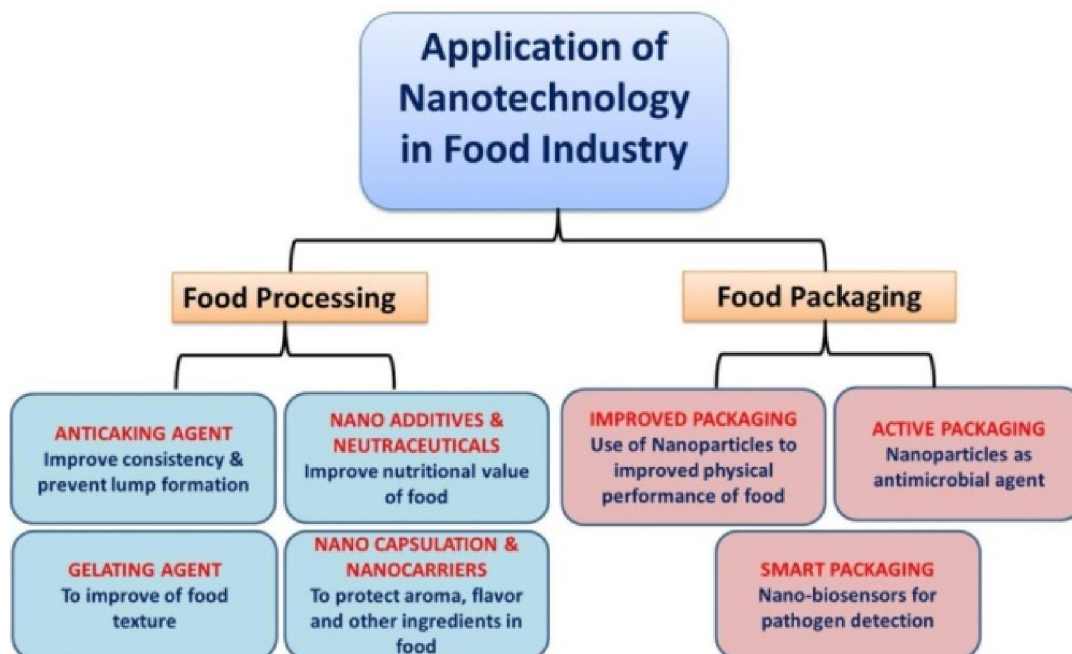 Application of
Nanotechnology
in Food Industry
Food Processing
Food Packaging
ANTICAKING AGENT
Improve consistency &
prevent lump formation
NANO ADDITIVES &
NEUTRACEUTICALS
Improve nutritional value
of food
IMPROVED PACKAGING
Use of Nanoparticles to
improved physical
performance of food
ACTIVE PACKAGING
Nanoparticles as
antimicrobial agent
GELATING AGENT
To improve of food
texture
NANO CAPSULATION &
NANOCARRIERS
To protect aroma, flavor
and other ingredients in
food
SMART PACKAGING
Nano-biosensors for
pathogen detection